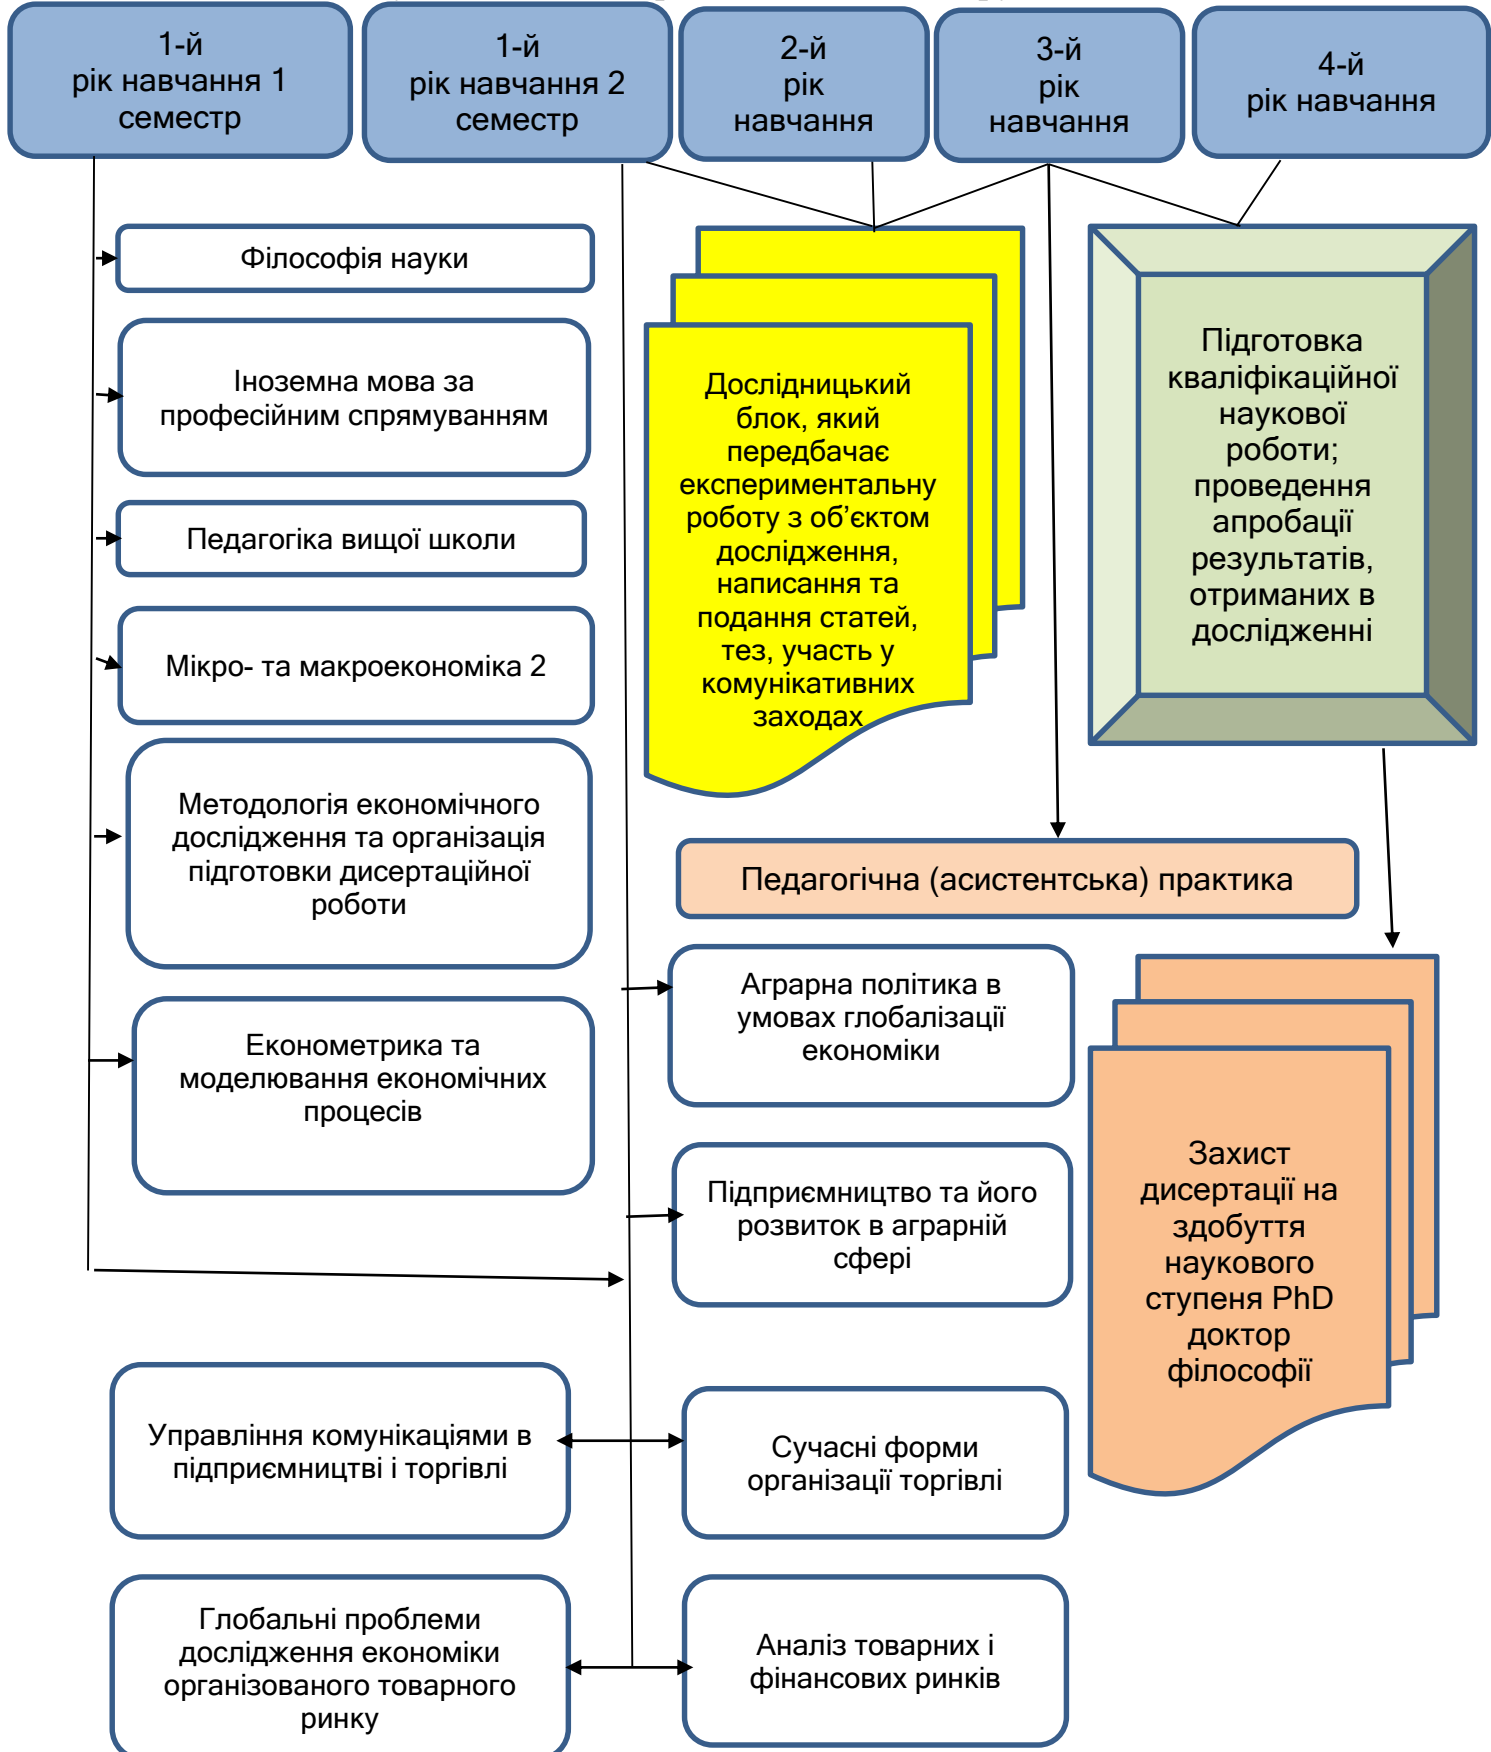 1-й
рік навчання 1
семестр
1-й
рік навчання 2
семестр
2-й
рік
навчання
3-й
рік
навчання
4-й
рік навчання
Філософія науки
Іноземна мова за
професійним спрямуванням
Педагогіка вищої школи
Мікро- та макроекономіка 2
Методологія економічного
дослідження та організація
підготовки дисертаційної
роботи
Економетрика та
моделювання економічних
процесів
Дослідницький
блок, який
передбачає
експериментальну
роботу з об’єктом
дослідження,
написання та
подання статей,
тез, участь у
комунікативних
заходах
Підготовка
кваліфікаційної
наукової
роботи;
проведення
апробації
результатів,
отриманих в
дослідженні
Педагогічна (асистентська) практика
Аграрна політика в
умовах глобалізації
економіки
Підприємництво та його
розвиток в аграрній
сфері
Захист
дисертації на
здобуття
наукового
ступеня PhD
доктор
філософії
Управління комунікаціями в
підприємництві і торгівлі
Сучасні форми
організації торгівлі
Глобальні проблеми
дослідження економіки
організованого товарного
ринку
Аналіз товарних і
фінансових ринків